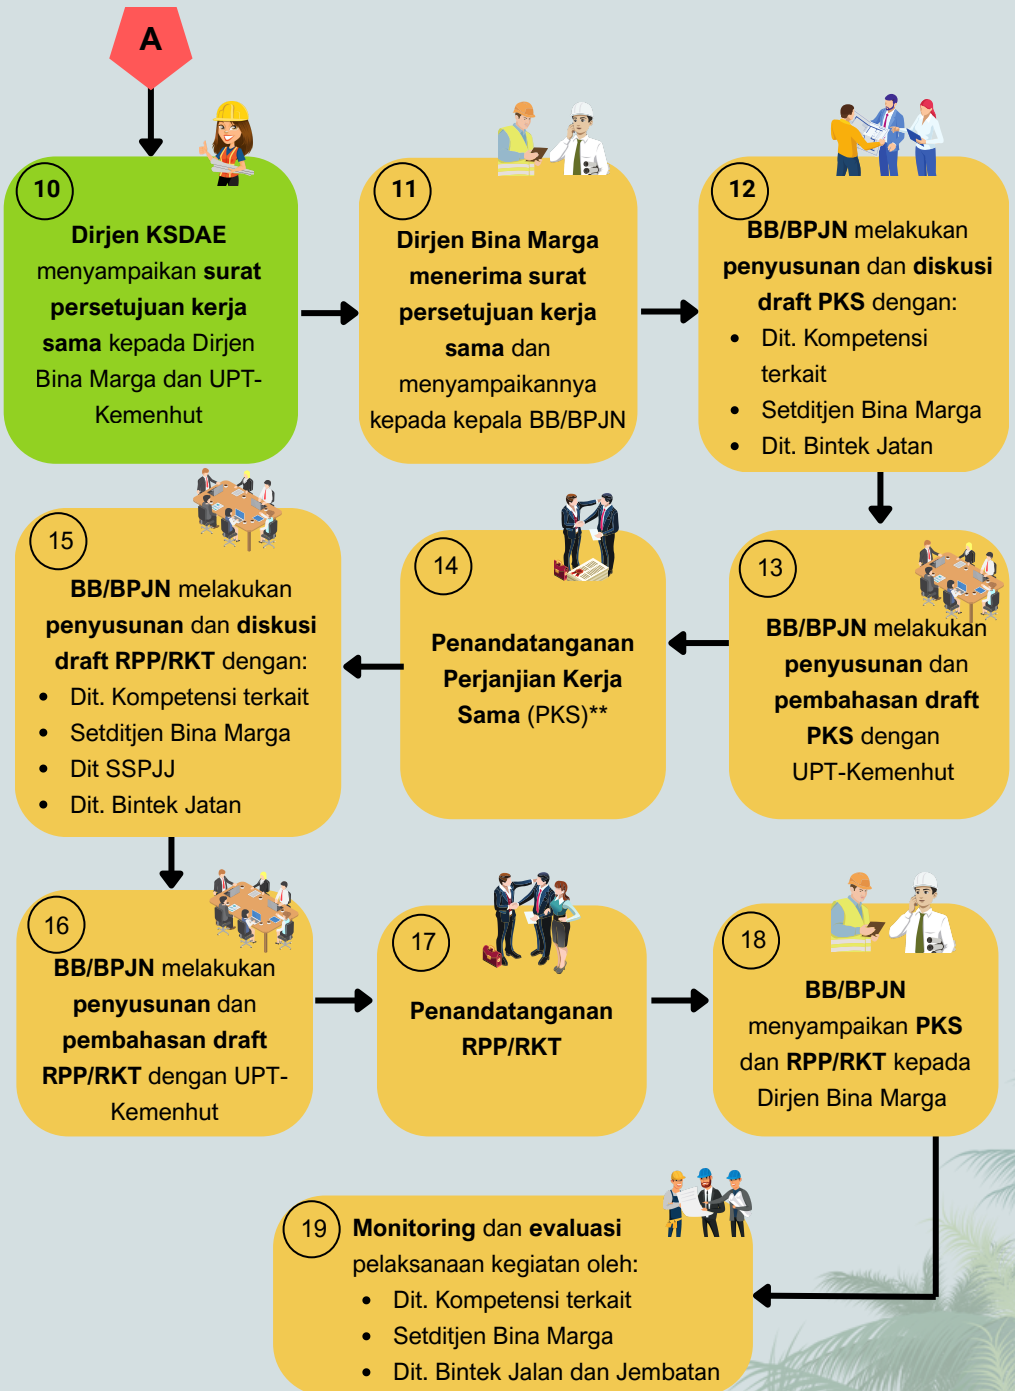 A
10
Dirjen KSDAE
menyampaikan surat
persetujuan kerja
sama kepada Dirjen
Bina Marga dan UPT-
Kemenhut
11
Dirjen Bina Marga
menerima surat
persetujuan kerja
sama dan
menyampaikannya
kepada kepala BB/BPJN
12
BB/BPJN melakukan
penyusunan dan diskusi
draft PKS dengan:
• Dit. Kompetensi
terkait
• Setditjen Bina Marga
• Dit. Bintek Jatan
13
BB/BPJN melakukan
penyusunan dan
pembahasan draft
PKS dengan
UPT-Kemenhut
14
Penandatanganan
Perjanjian Kerja
Sama (PKS)**
15
BB/BPJN melakukan
penyusunan dan diskusi
draft RPP/RKT dengan:
• Dit. Kompetensi terkait
• Setditjen Bina Marga
• Dit SSPJJ
• Dit. Bintek Jatan
16
BB/BPJN melakukan
penyusunan dan
pembahasan draft
RPP/RKT dengan UPT-
Kemenhut
17
Penandatanganan
RPP/RKT
18
BB/BPJN
menyampaikan PKS
dan RPP/RKT kepada
Dirjen Bina Marga
19
Monitoring dan evaluasi
pelaksanaan kegiatan oleh:
• Dit. Kompetensi terkait
• Setditjen Bina Marga
• Dit. Bintek Jalan dan Jembatan